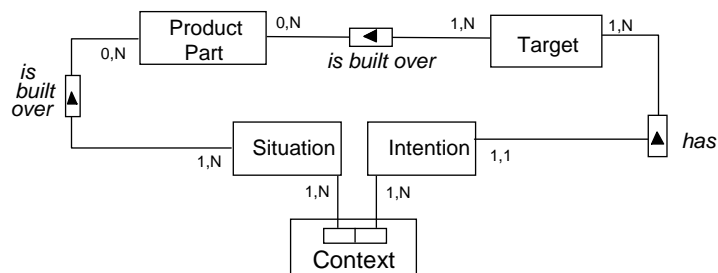 Product
Part
0,N
0,N
1,N
Target
1,N
is built over
is
built
over
Situation
1,N
1,N
Intention
1,1
1,N
has
Context